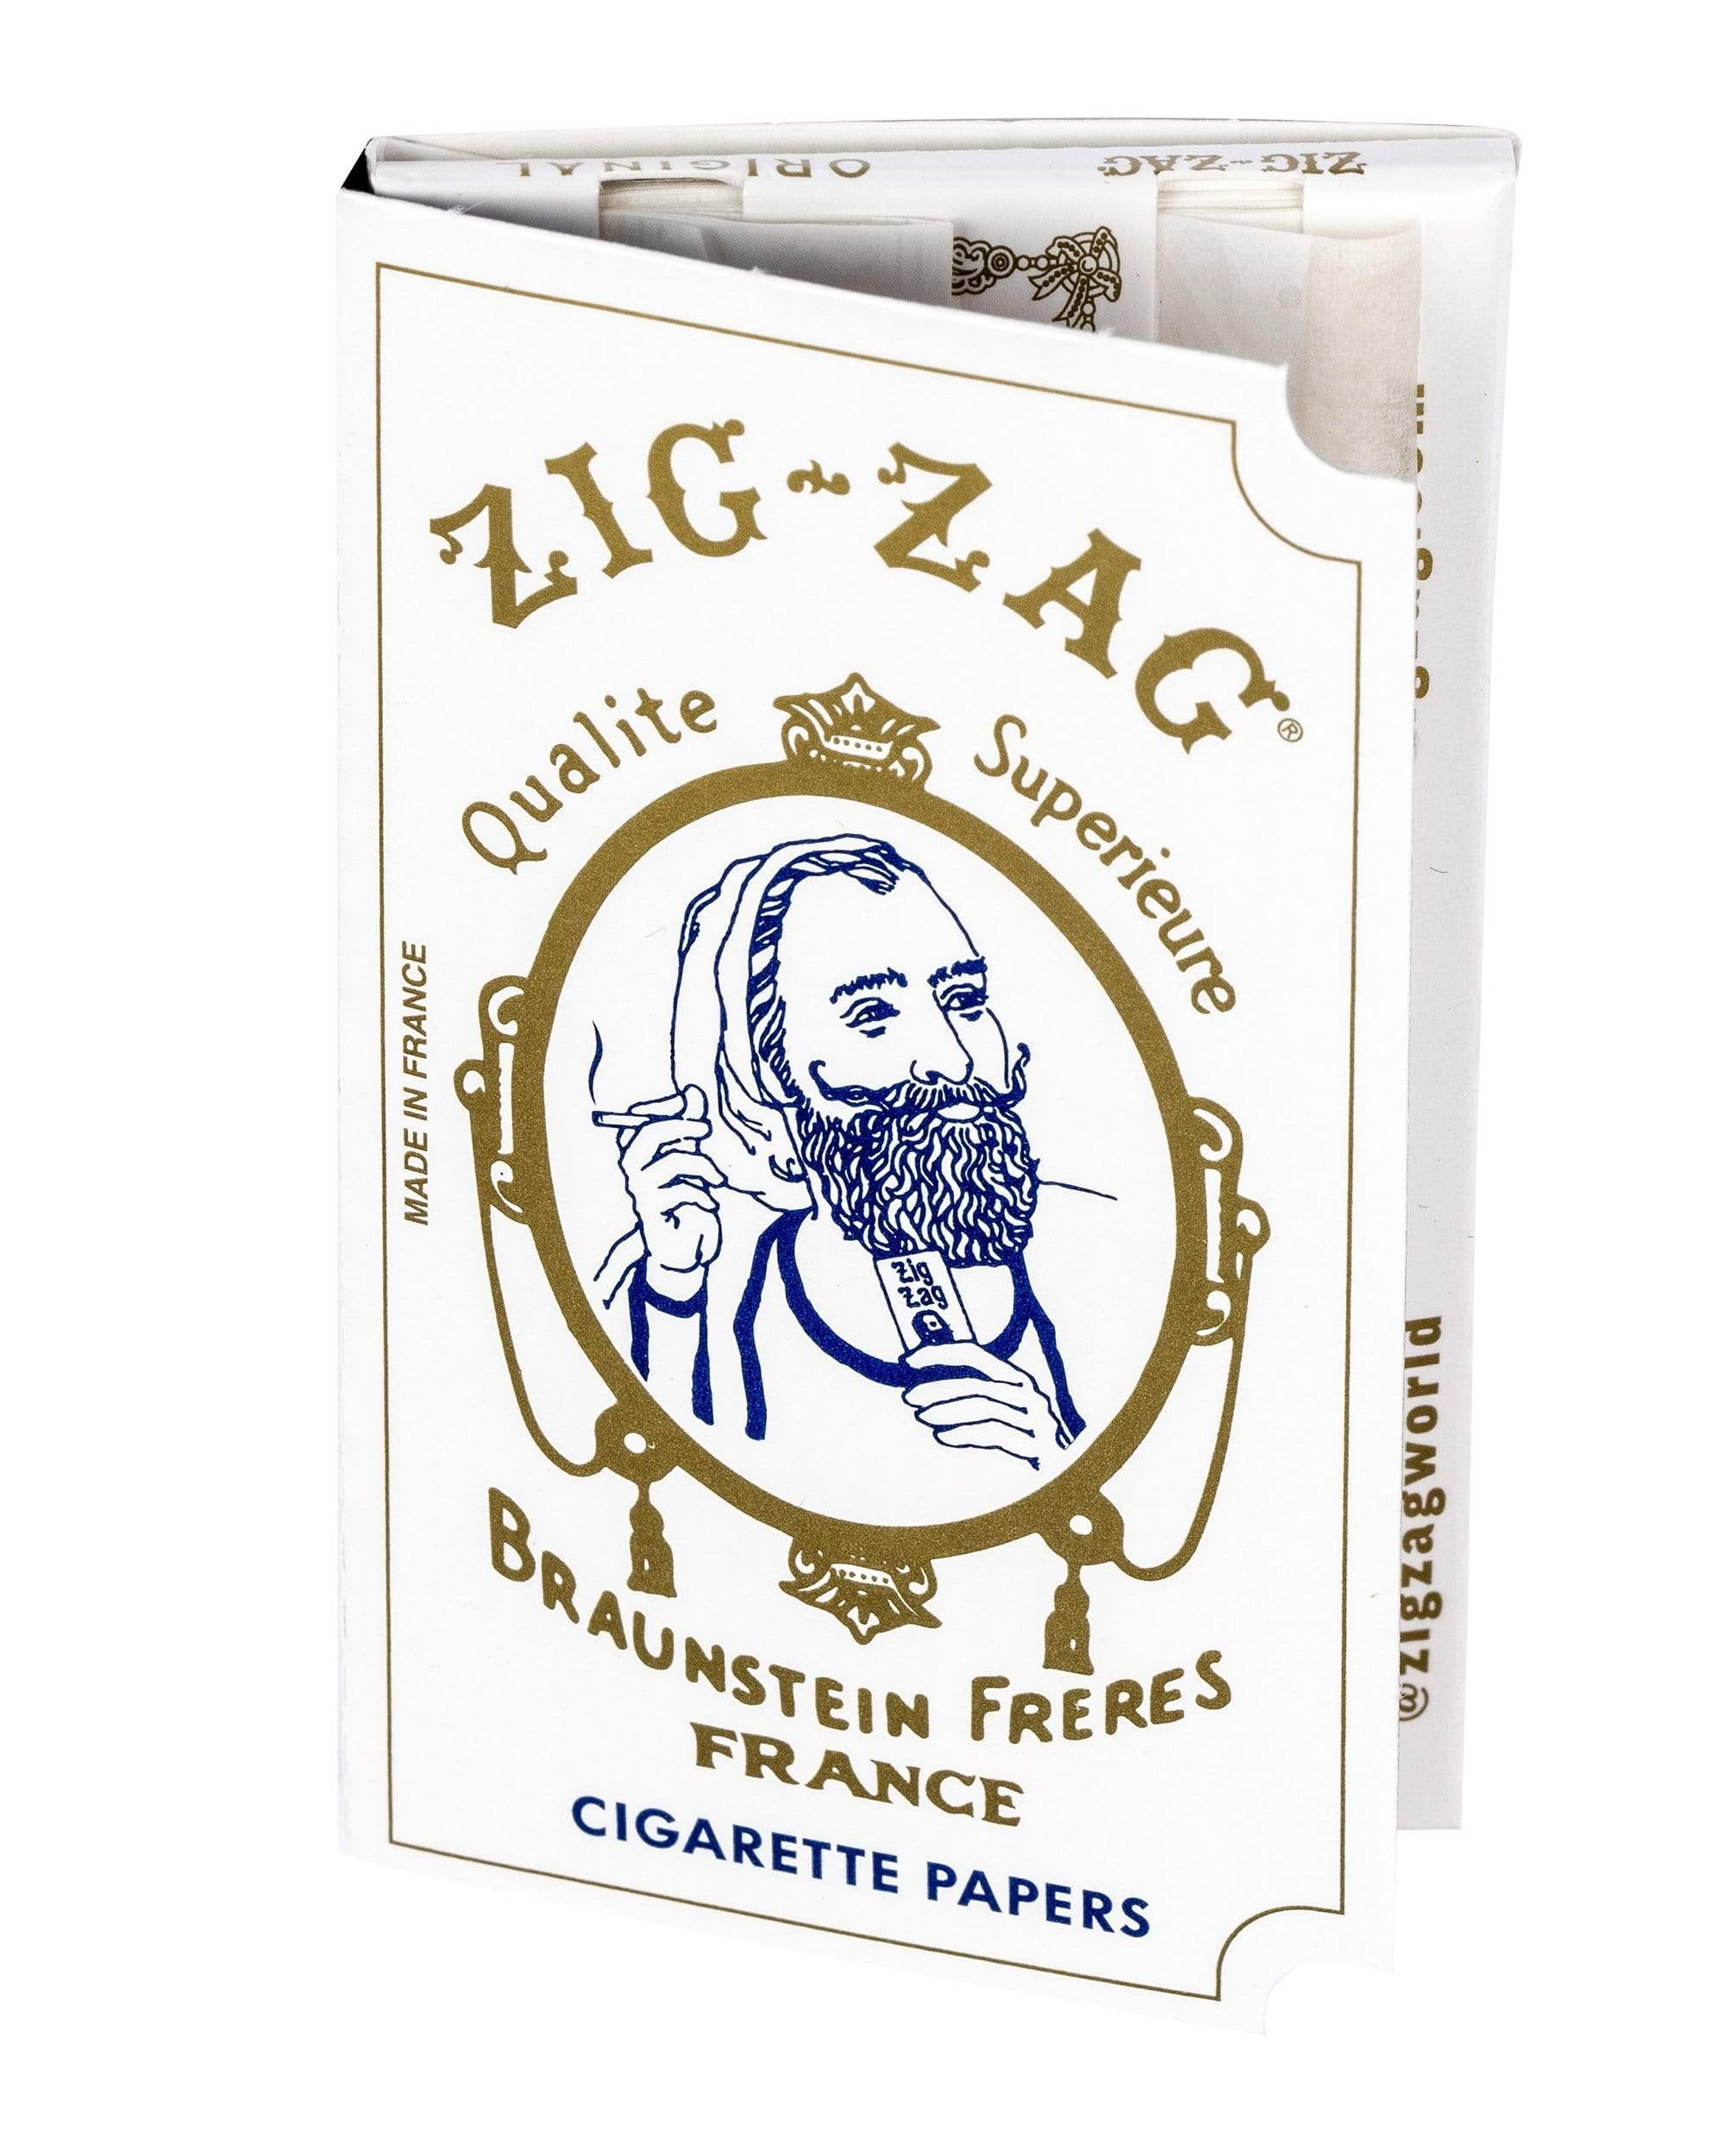 ORIGINAL
ZIG-ZAG
ZIG-ZAG®
Qualite Superieure
MADE IN FRANCE
zig
zag
BRAUNSTEIN FRERES
FRANCE
CIGARETTE PAPERS
@zigzagworld